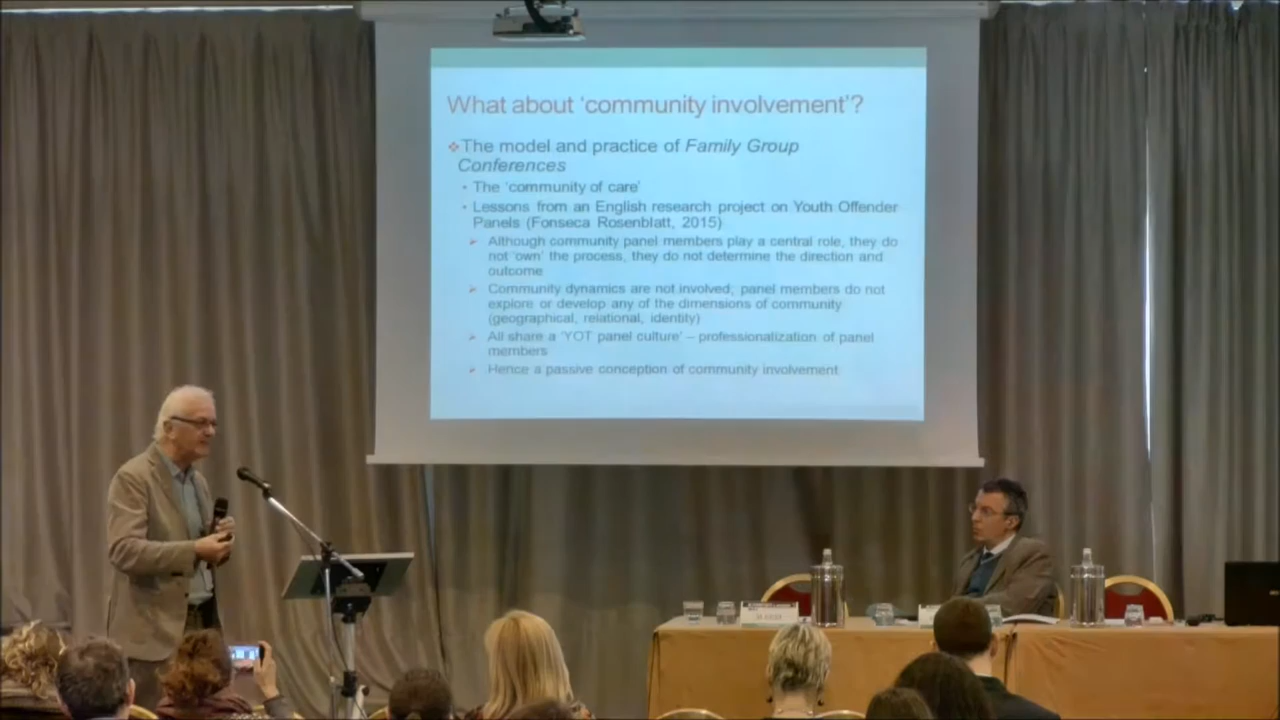 What about 'community involvement'?
The model and practice of Family Group
Conferences
The 'community of care'
Lessons from an English research project on Youth Offender
Panels (Fonseca Rosenblatt, 2015)
Although community panel members play a central role, they do
not 'own' the process, they do not determine the direction and
outcome
Community dynamics are not involved; panel members do not
explore or develop any of the dimensions of community
(geographical, relational, identity)
All share a 'YOT panel culture' – professionalization of panel
members
Hence a passive conception of community involvement